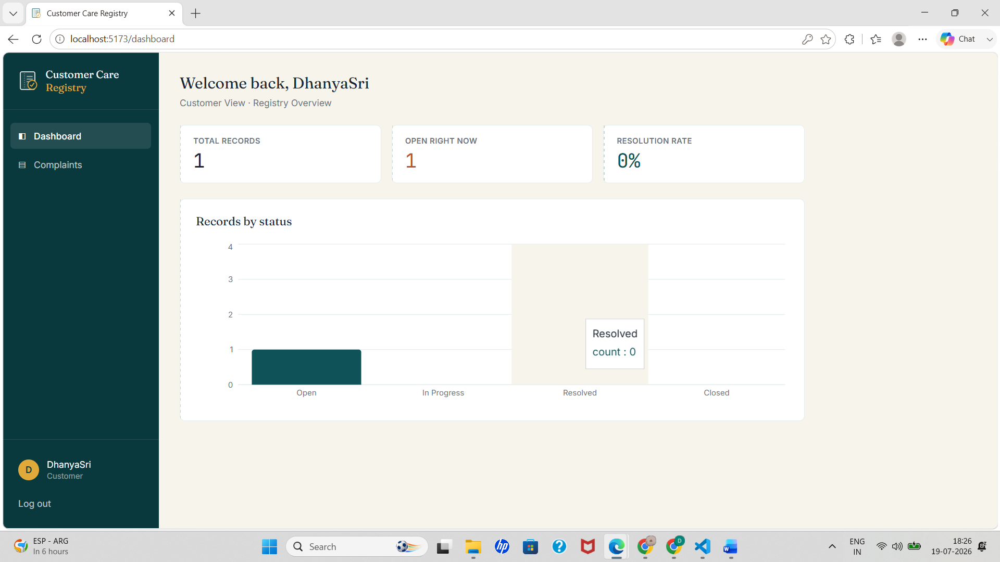 Customer Care Registry
localhost:5173/dashboard
Chat
Customer Care
Registry
Dashboard
Complaints
DhanyaSri
Customer
D
Log out
Welcome back, DhanyaSri
Customer View · Registry Overview
TOTAL RECORDS
1
OPEN RIGHT NOW
1
RESOLUTION RATE
0%
Records by status
4
3
2
1
0
Resolved
count : 0
Open
In Progress
Resolved
Closed
ESP - ARG
In 6 hours
Search
hp
?
D
W
ENG
IN
18:26
19-07-2026